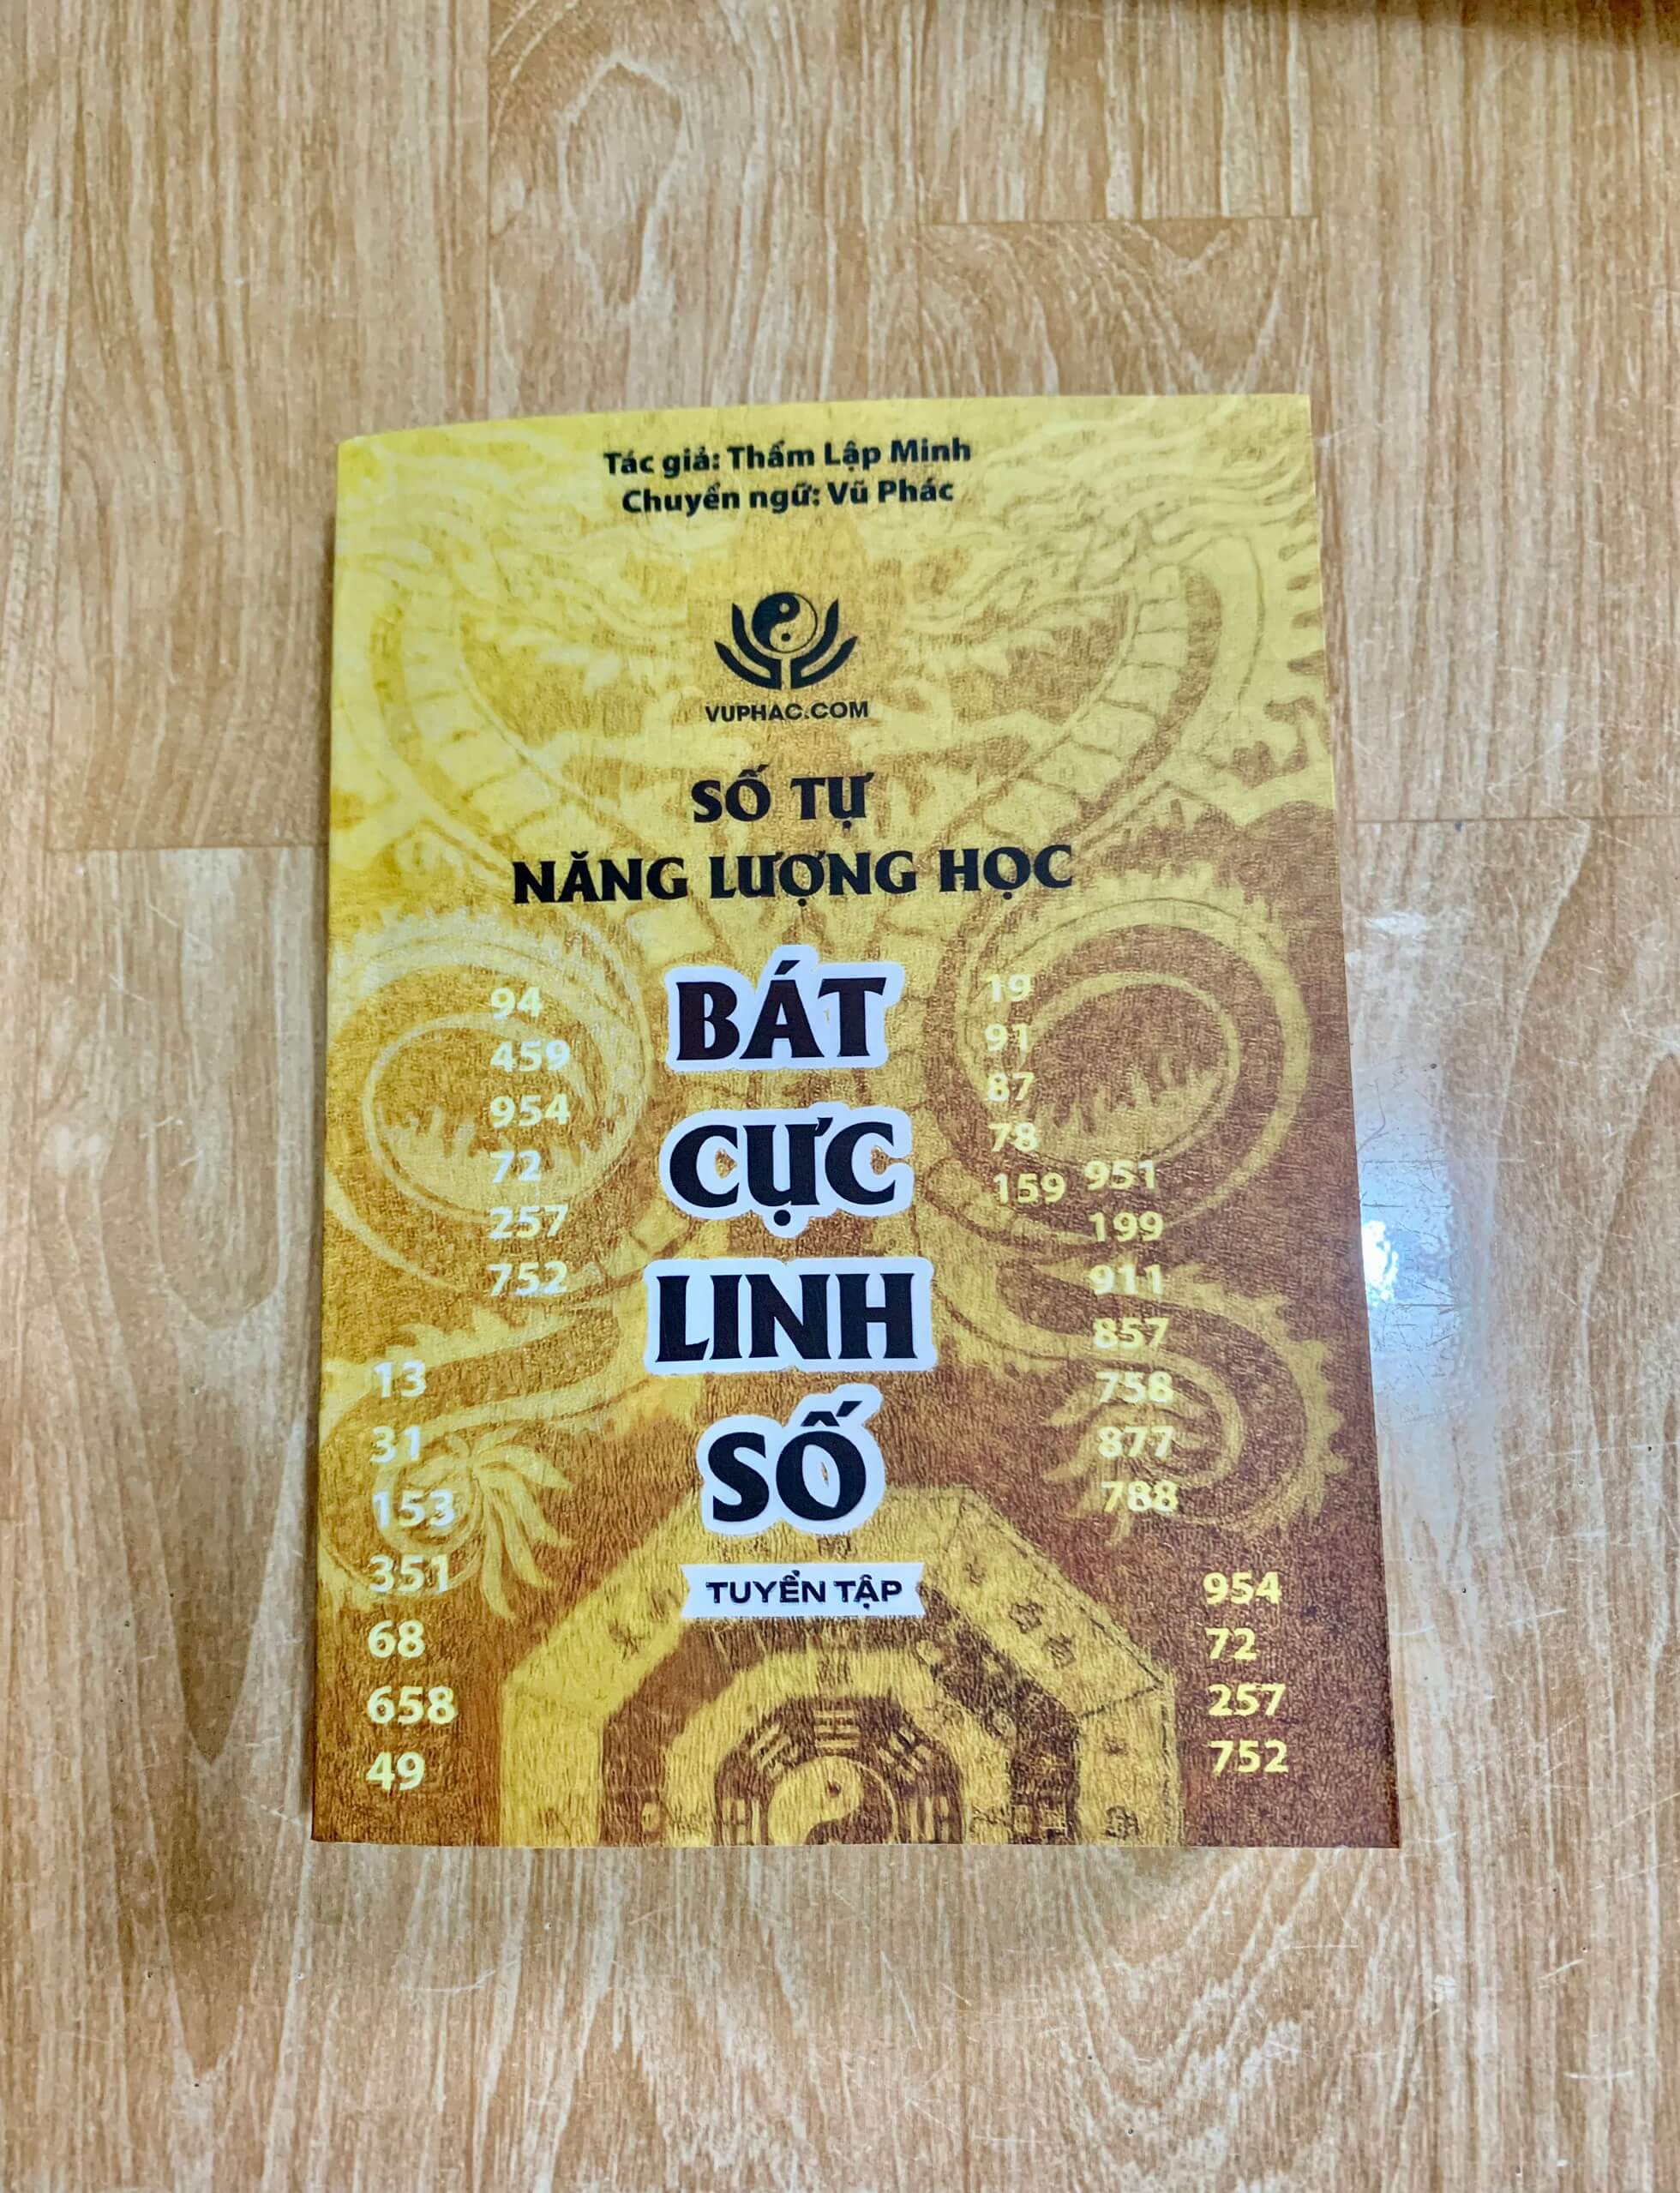 Tác giả: Thẩm Lập Minh
Chuyển ngữ: Vũ Phác
VUPHAC.COM
SỐ TỰ
NĂNG LƯỢNG HỌC
BÁT
CỰC
LINH
SỐ
TUYỂN TẬP
94
459
954
72
257
752
13
31
153
351
68
658
49
19
91
87
78
159
951
199
911
857
758
877
788
954
72
257
752